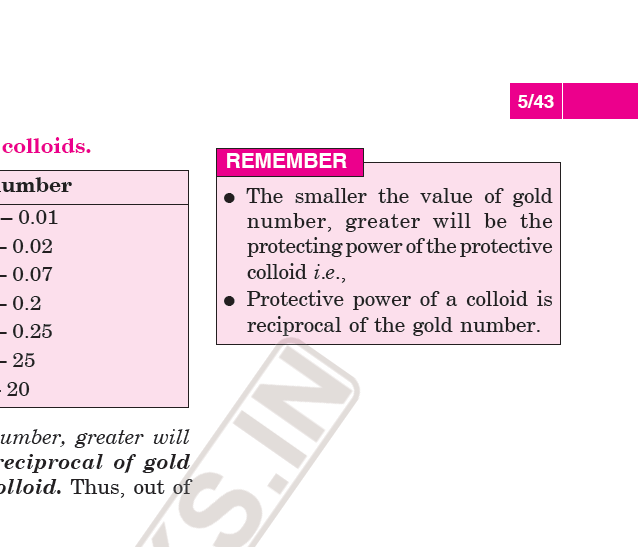 5/43
colloids.
REMEMBER
umber
– 0.01
– 0.02
– 0.07
– 0.2
– 0.25
– 25
– 20
● The smaller the value of gold
number, greater will be the
protecting power of the protective
colloid i.e.,
● Protective power of a colloid is
reciprocal of the gold number.
umber, greater will
reciprocal of gold
olloid. Thus, out of
KS.IN